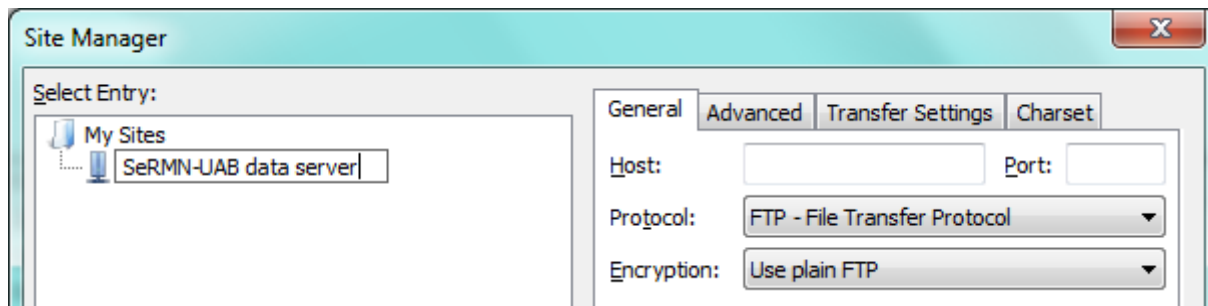 Site Manager
x
Select Entry:
My Sites
SeRMN-UAB data server
General Advanced Transfer Settings Charset
Host: Port:
Protocol: FTP - File Transfer Protocol
Encryption: Use plain FTP